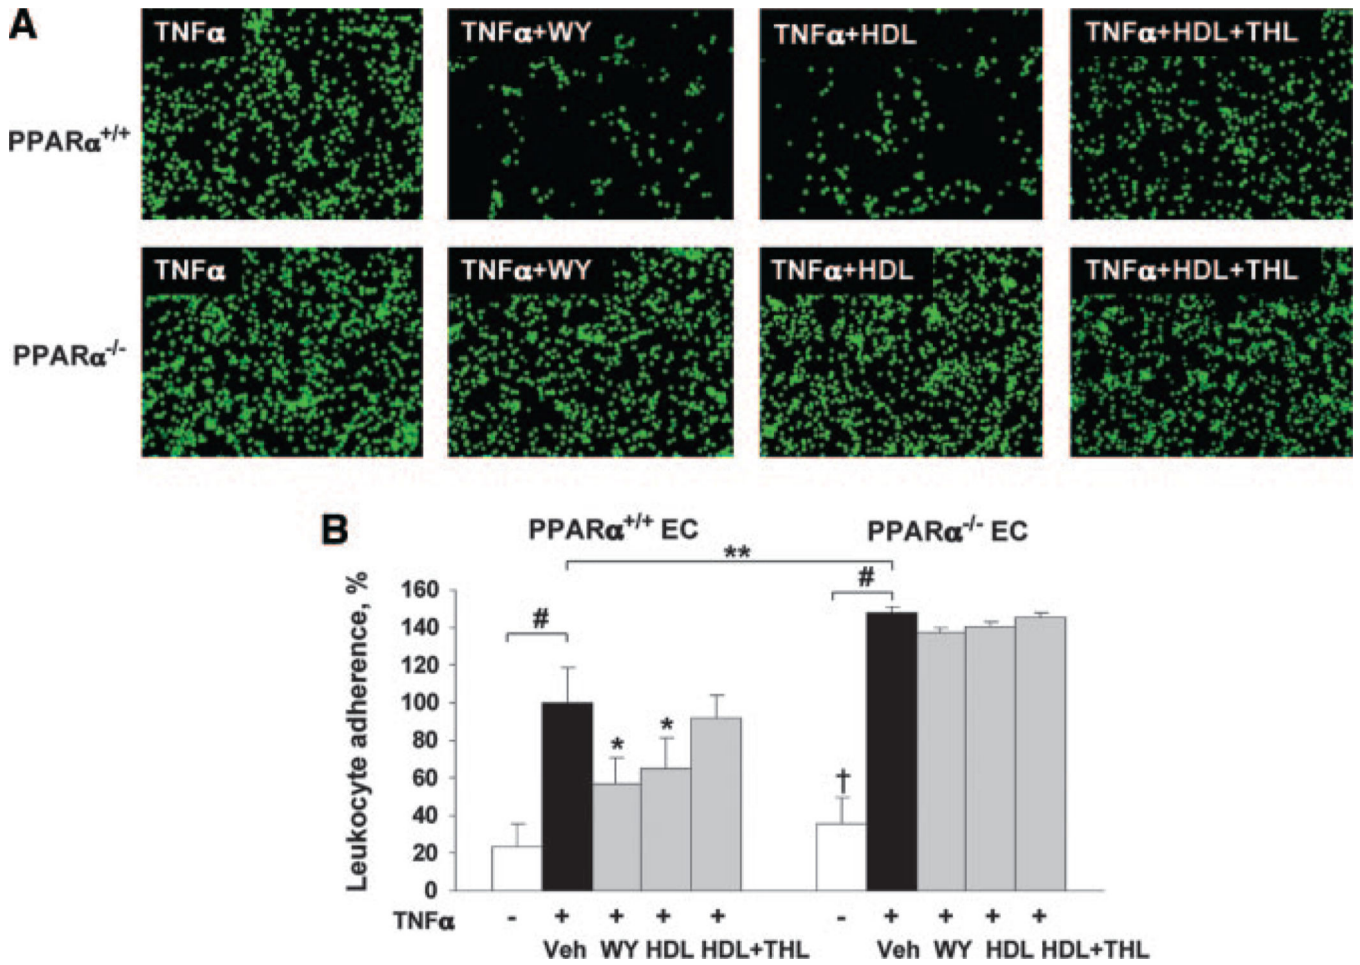 A
TNFα TNFα+WY TNFα+HDL TNFα+HDL+THL
PPARα+/+
TNFα TNFα+WY TNFα+HDL TNFα+HDL+THL
PPARα-/-
B
PPARα+/+ EC PPARα-/- EC
**
# #
Leukocyte adherence, %
160
140
120
100
80
60
40
20
0
* *
†
TNFα - + + + + - + + + +
Veh WY HDL HDL+THL Veh WY HDL HDL+THL